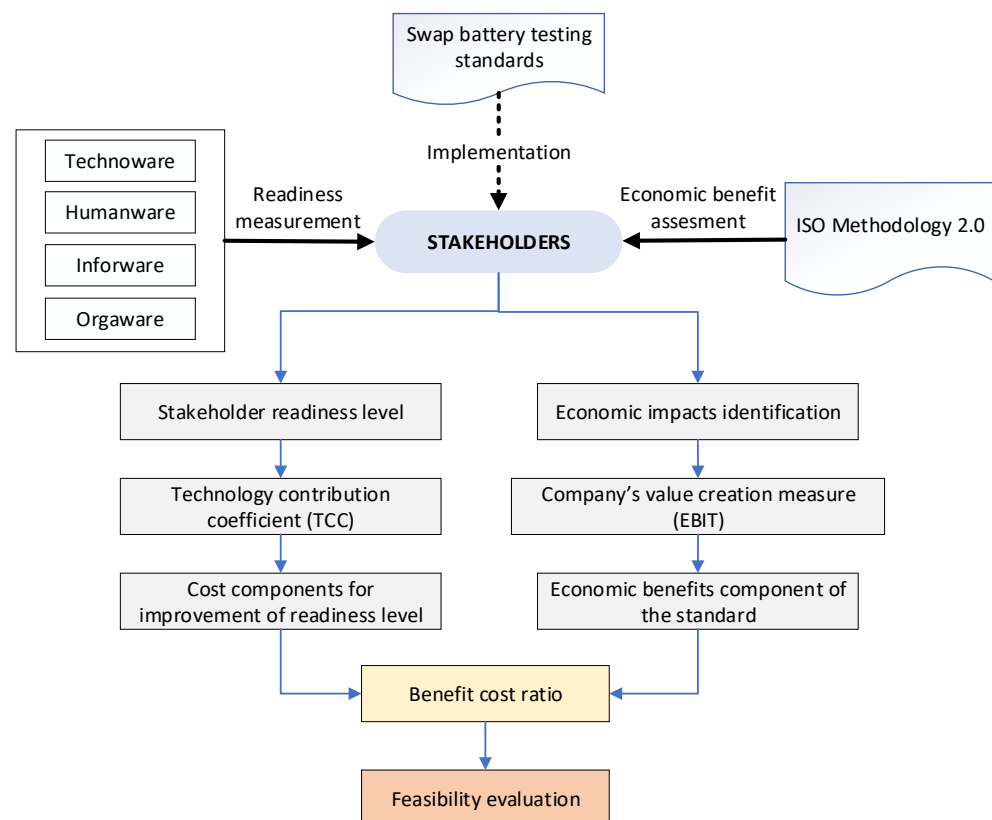 Swap battery testing
standards
Technoware
Humanware
Inforware
Orgaware
Readiness
measurement
Implementation
STAKEHOLDERS
Economic benefit
assesment
ISO Methodology 2.0
Stakeholder readiness level
Economic impacts identification
Technology contribution
coefficient (TCC)
Company's value creation measure
(EBIT)
Cost components for
improvement of readiness level
Economic benefits component of
the standard
Benefit cost ratio
Feasibility evaluation